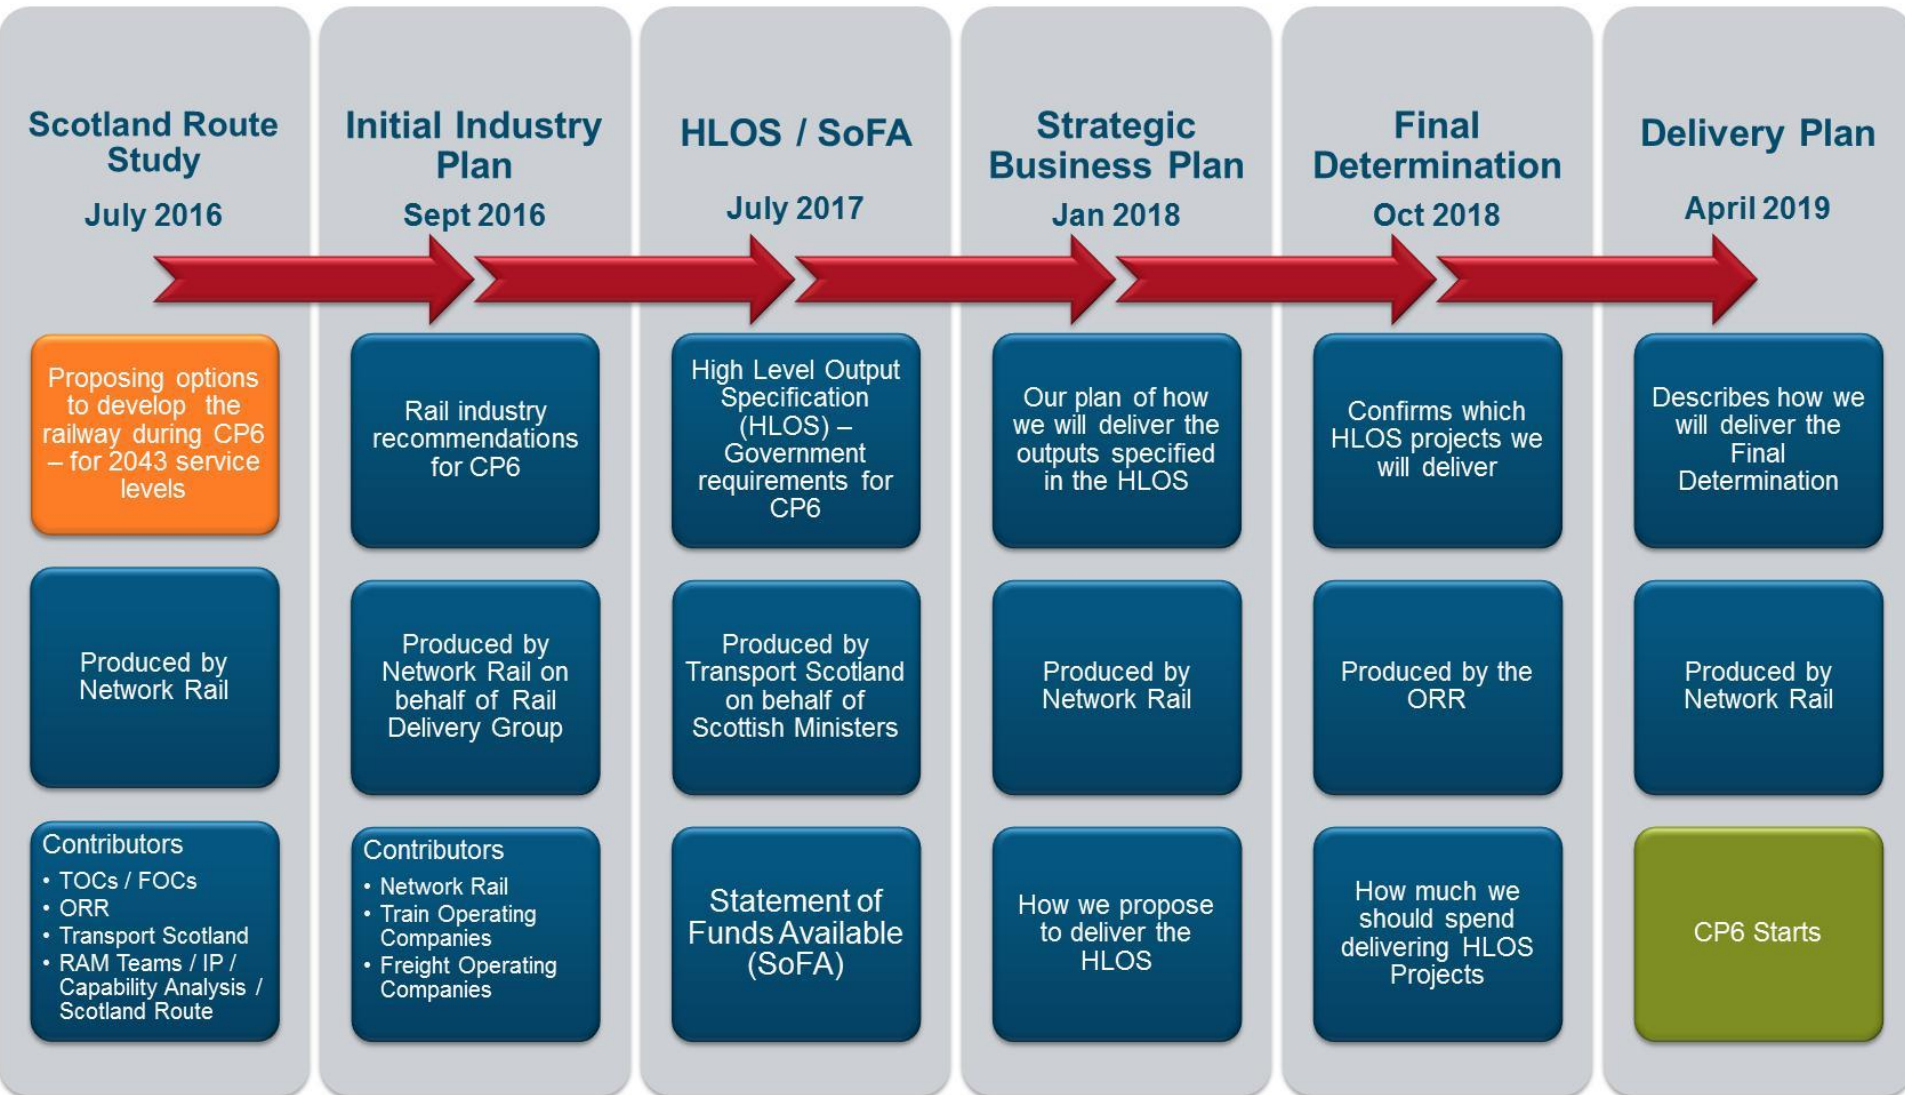 Scotland Route
Study
July 2016
Proposing options
to develop the
railway during CP6
– for 2043 service
levels
Produced by
Network Rail
Contributors
• TOCs / FOCs
• ORR
• Transport Scotland
• RAM Teams / IP /
Capability Analysis /
Scotland Route
Initial Industry
Plan
Sept 2016
Rail industry
recommendations
for CP6
Produced by
Network Rail on
behalf of Rail
Delivery Group
Contributors
• Network Rail
• Train Operating
Companies
• Freight Operating
Companies
HLOS / SoFA
July 2017
High Level Output
Specification
(HLOS) –
Government
requirements for
CP6
Produced by
Transport Scotland
on behalf of
Scottish Ministers
Statement of
Funds Available
(SoFA)
Strategic
Business Plan
Jan 2018
Our plan of how
we will deliver the
outputs specified
in the HLOS
Produced by
Network Rail
How we propose
to deliver the
HLOS
Final
Determination
Oct 2018
Confirms which
HLOS projects we
will deliver
Produced by the
ORR
How much we
should spend
delivering HLOS
Projects
Delivery Plan
April 2019
Describes how we
will deliver the
Final
Determination
Produced by
Network Rail
CP6 Starts